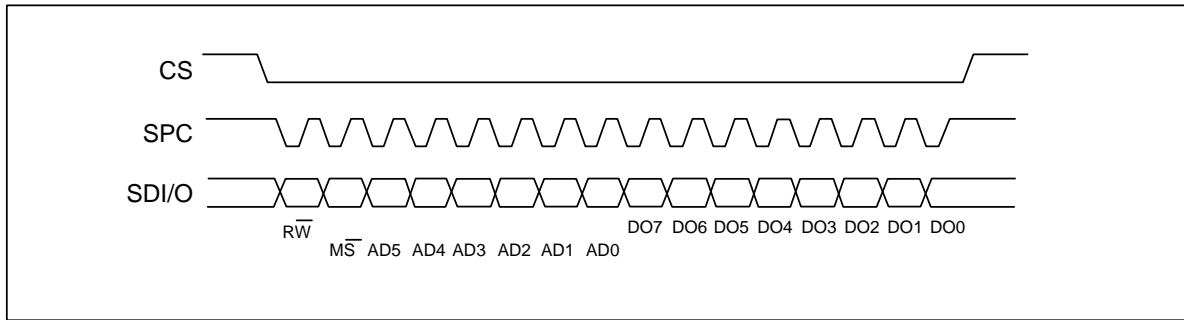 CS
SPC
SDI/O
RW̅
DO7 DO6 DO5 DO4 DO3 DO2 DO1 DO0
MS̅ AD5 AD4 AD3 AD2 AD1 AD0